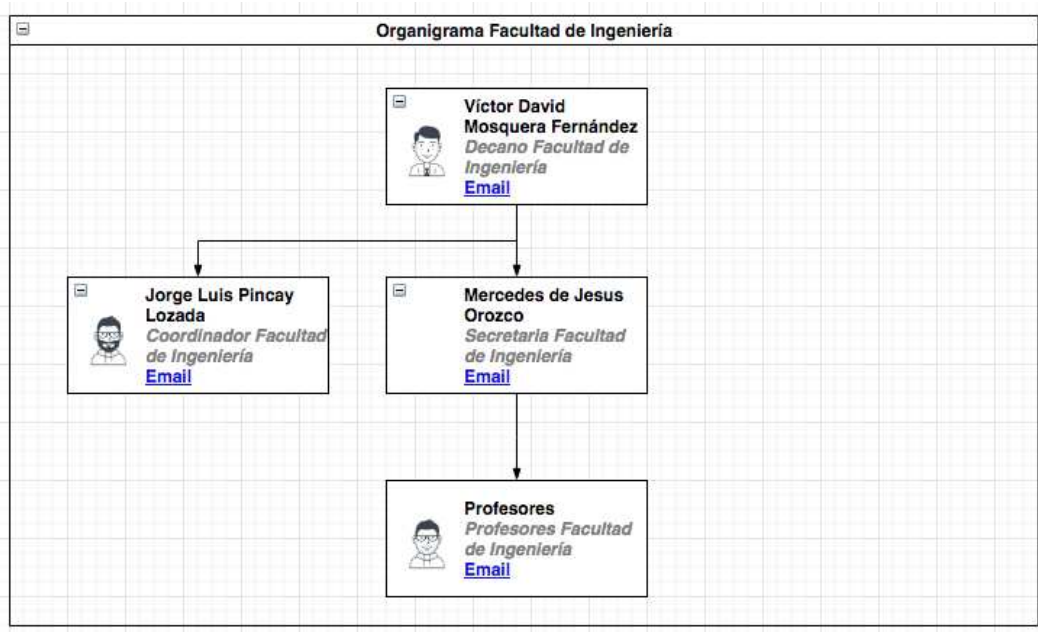 Organigrama Facultad de Ingeniería
Víctor David
Mosquera Fernández
Decano Facultad de
Ingeniería
Email
Jorge Luis Pincay
Lozada
Coordinador Facultad
de Ingeniería
Email
Mercedes de Jesus
Orozco
Secretaria Facultad
de Ingeniería
Email
Profesores
Profesores Facultad
de Ingeniería
Email